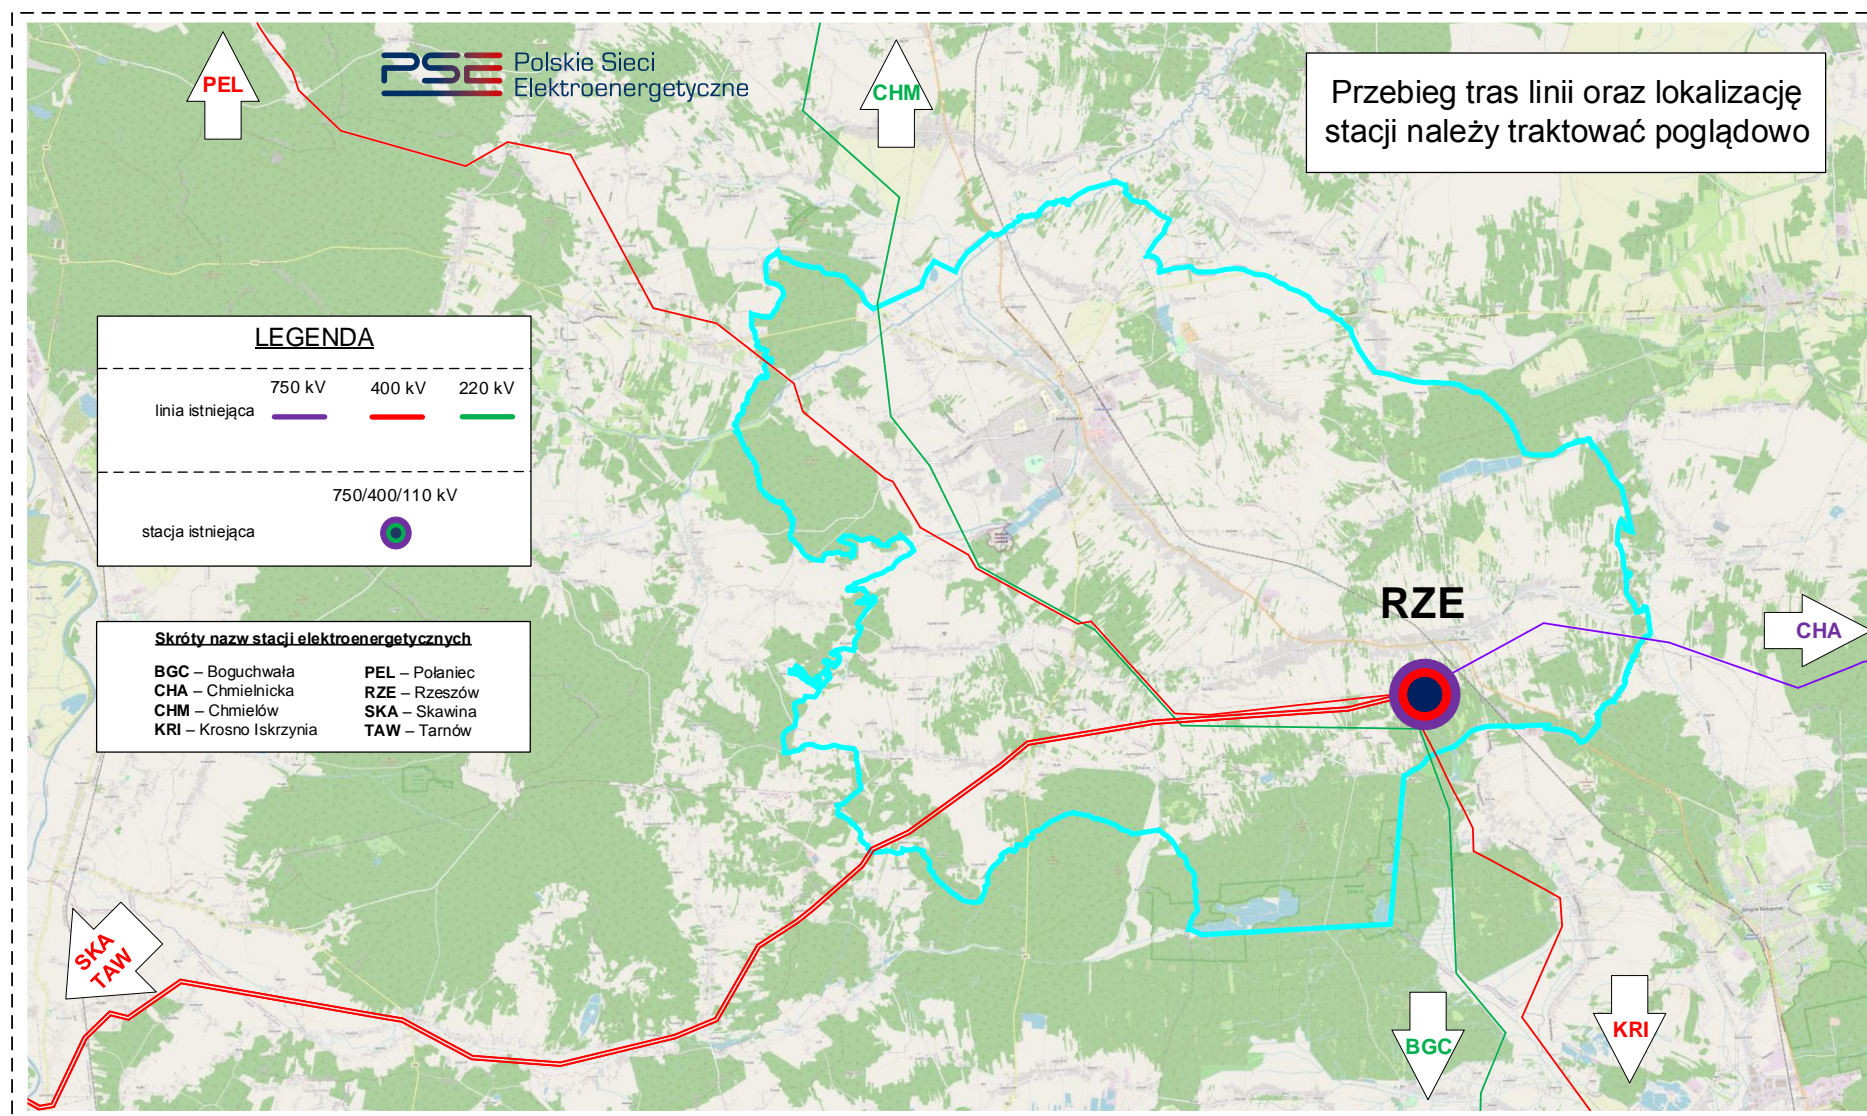 PEL
PSE Polskie Sieci
Elektroenergetyczne
CHM
Przebieg tras linii oraz lokalizację
stacji należy traktować poglądowo
LEGENDA
750 kV 400 kV 220 kV
linia istniejąca
750/400/110 kV
stacja istniejąca
Skróty nazw stacji elektroenergetycznych
BGC – Boguchwała
CHA – Chmielnicka
CHM – Chmielów
KRI – Krosno Iskrzynia
PEL – Połaniec
RZE – Rzeszów
SKA – Skawina
TAW – Tarnów
RZE
CHA
SKA
TAW
BGC
KRI